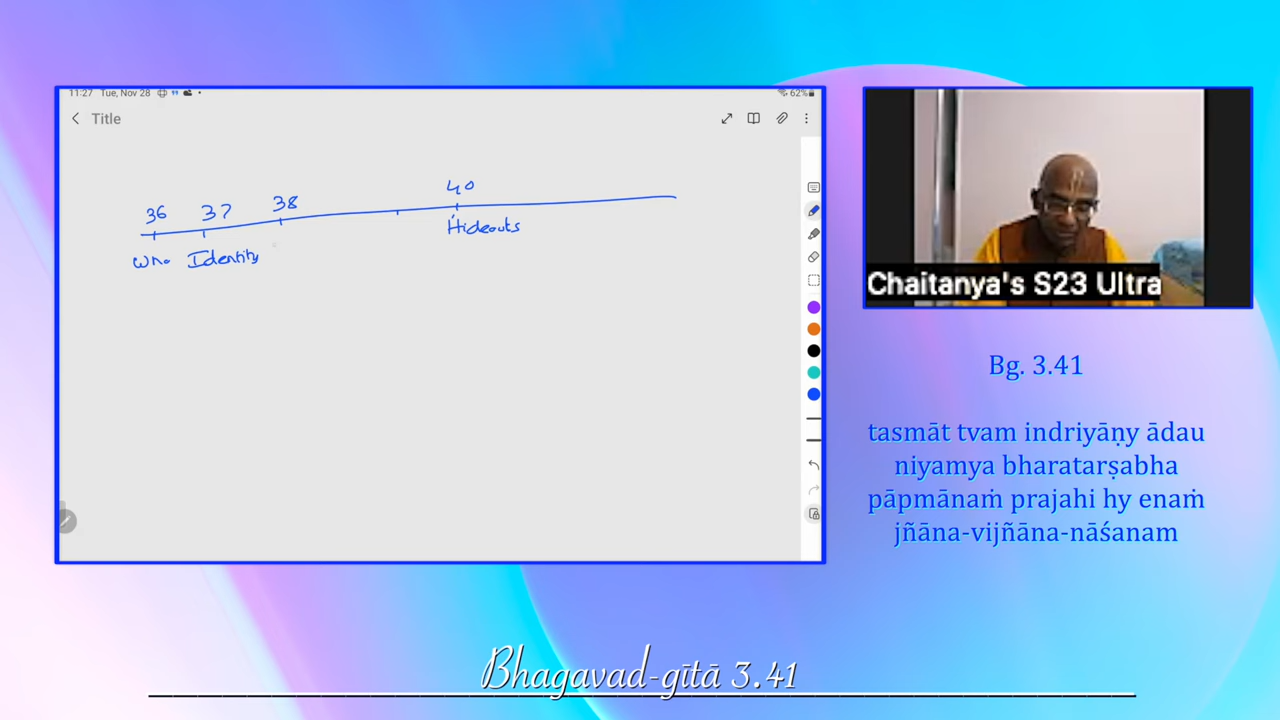 11:27 Tue, Nov 28
62%
Title
36 37 38 40
Who Identity Hideouts
Chaitanya's S23 Ultra
Bg. 3.41
tasmāt tvam indriyāṇy ādau
niyamya bharatarṣabha
pāpmānaṁ prajahi hy enaṁ
jñāna-vijñāna-nāśanam
Bhagavad-gītā 3.41